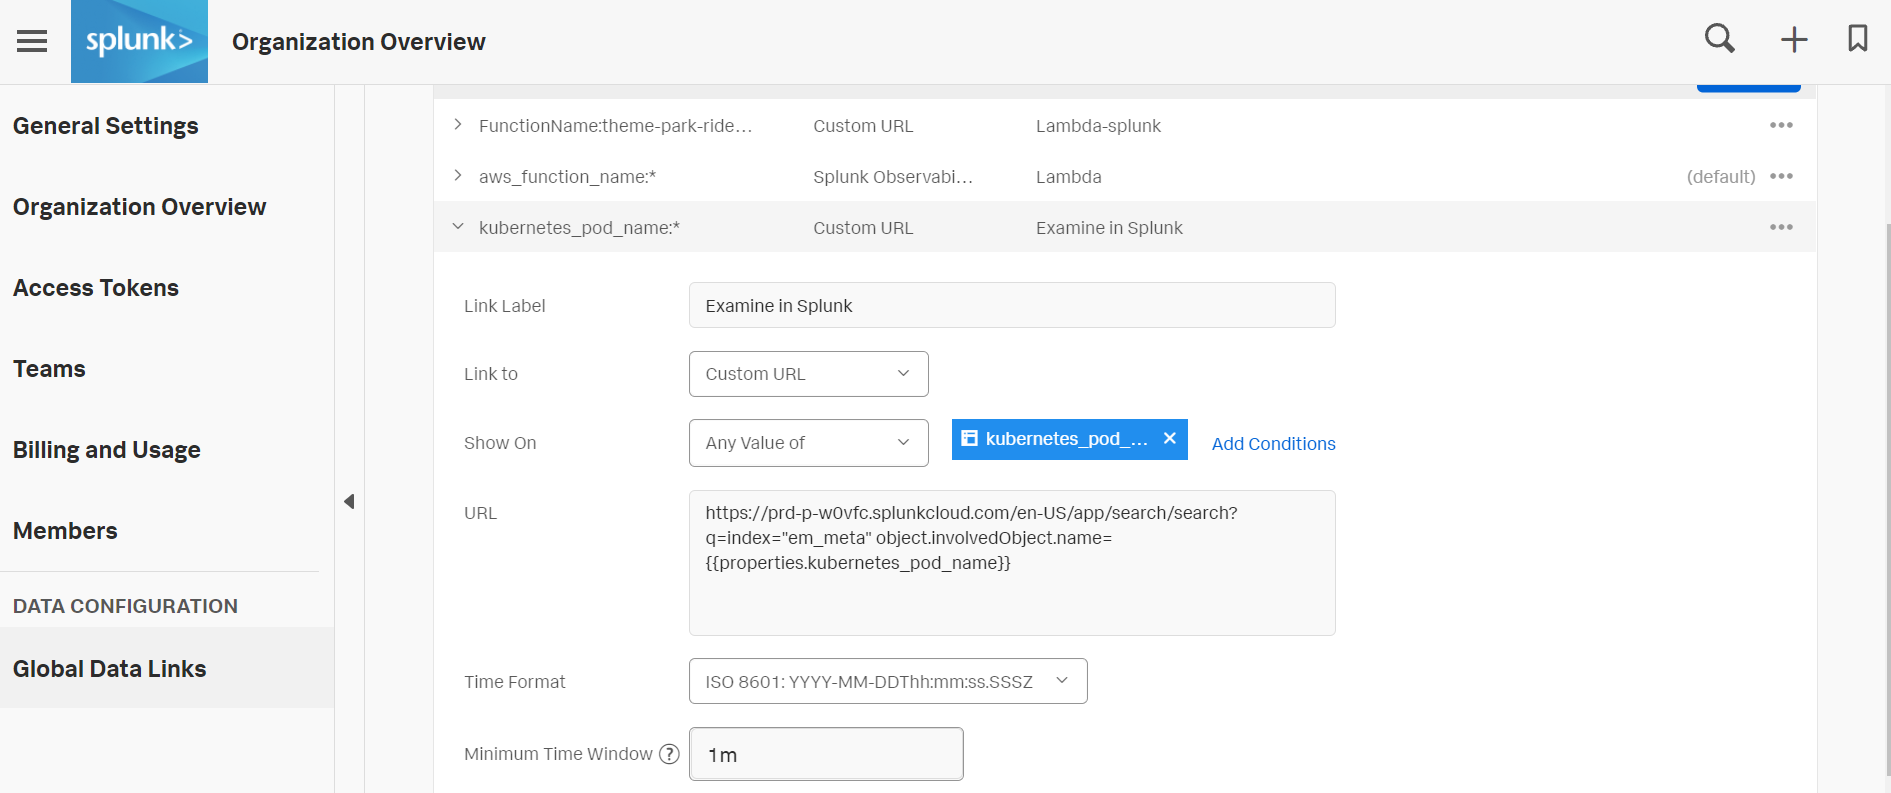 splunk>
Organization Overview
General Settings
Organization Overview
Access Tokens
Teams
Billing and Usage
Members
DATA CONFIGURATION
Global Data Links
FunctionName:theme-park-ride… Custom URL Lambda-splunk
aws_function_name:* Splunk Observabi… Lambda (default)
kubernetes_pod_name:* Custom URL Examine in Splunk
Link Label Examine in Splunk
Link to Custom URL
Show On Any Value of kubernetes_pod_... Add Conditions
URL https://prd-p-w0vfc.splunkcloud.com/en-US/app/search/search?
q=index="em_meta" object.involvedObject.name=
{{properties.kubernetes_pod_name}}
Time Format ISO 8601: YYYY-MM-DDThh:mm:ss.SSSZ
Minimum Time Window ? 1m